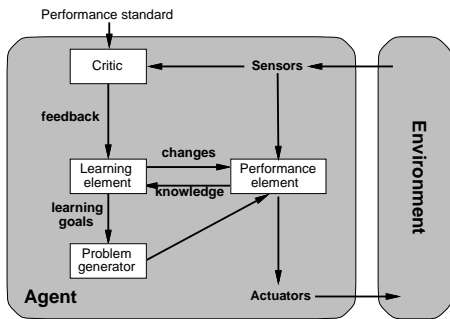 Performance standard
Critic
Sensors
feedback
changes
Learning
element
knowledge
Performance
element
learning
goals
Problem
generator
Agent
Actuators
Environment